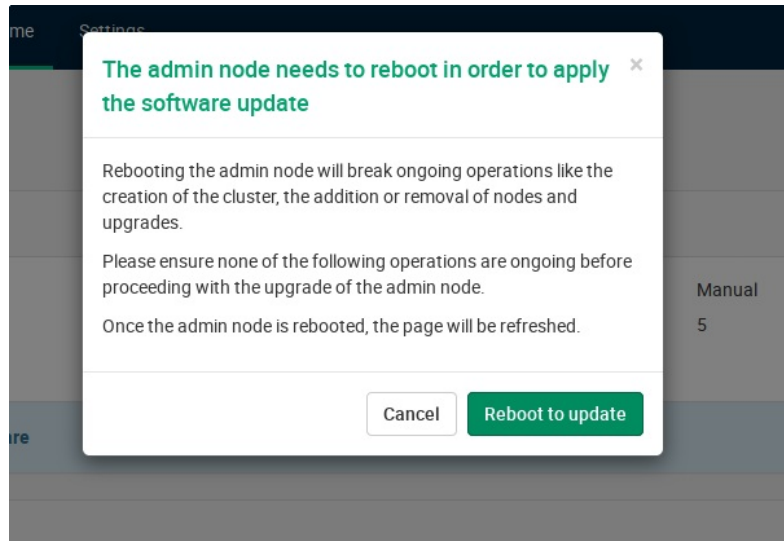 me Settings
The admin node needs to reboot in order to apply ×
the software update
Rebooting the admin node will break ongoing operations like the
creation of the cluster, the addition or removal of nodes and
upgrades.
Please ensure none of the following operations are ongoing before
proceeding with the upgrade of the admin node.
Manual
Once the admin node is rebooted, the page will be refreshed.
5
Cancel Reboot to update
are